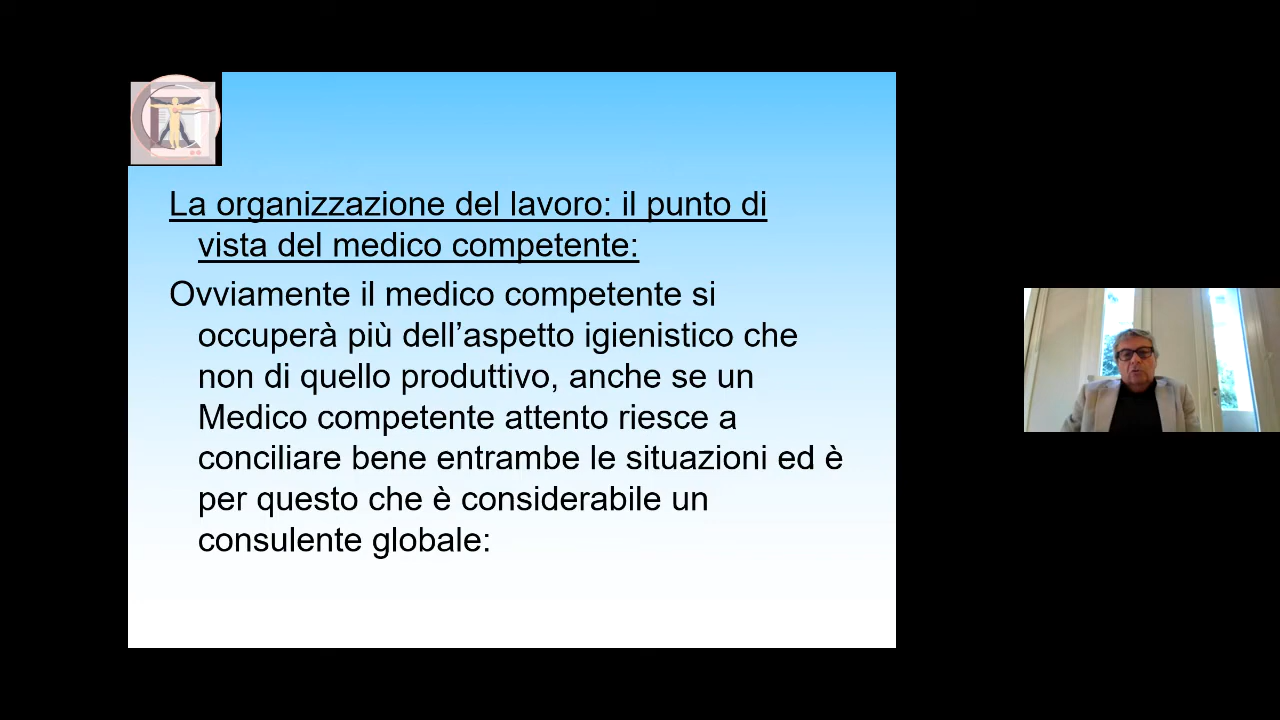 La organizzazione del lavoro: il punto di
vista del medico competente:
Ovviamente il medico competente si
occuperà più dell’aspetto igienistico che
non di quello produttivo, anche se un
Medico competente attento riesce a
conciliare bene entrambe le situazioni ed è
per questo che è considerabile un
consulente globale: